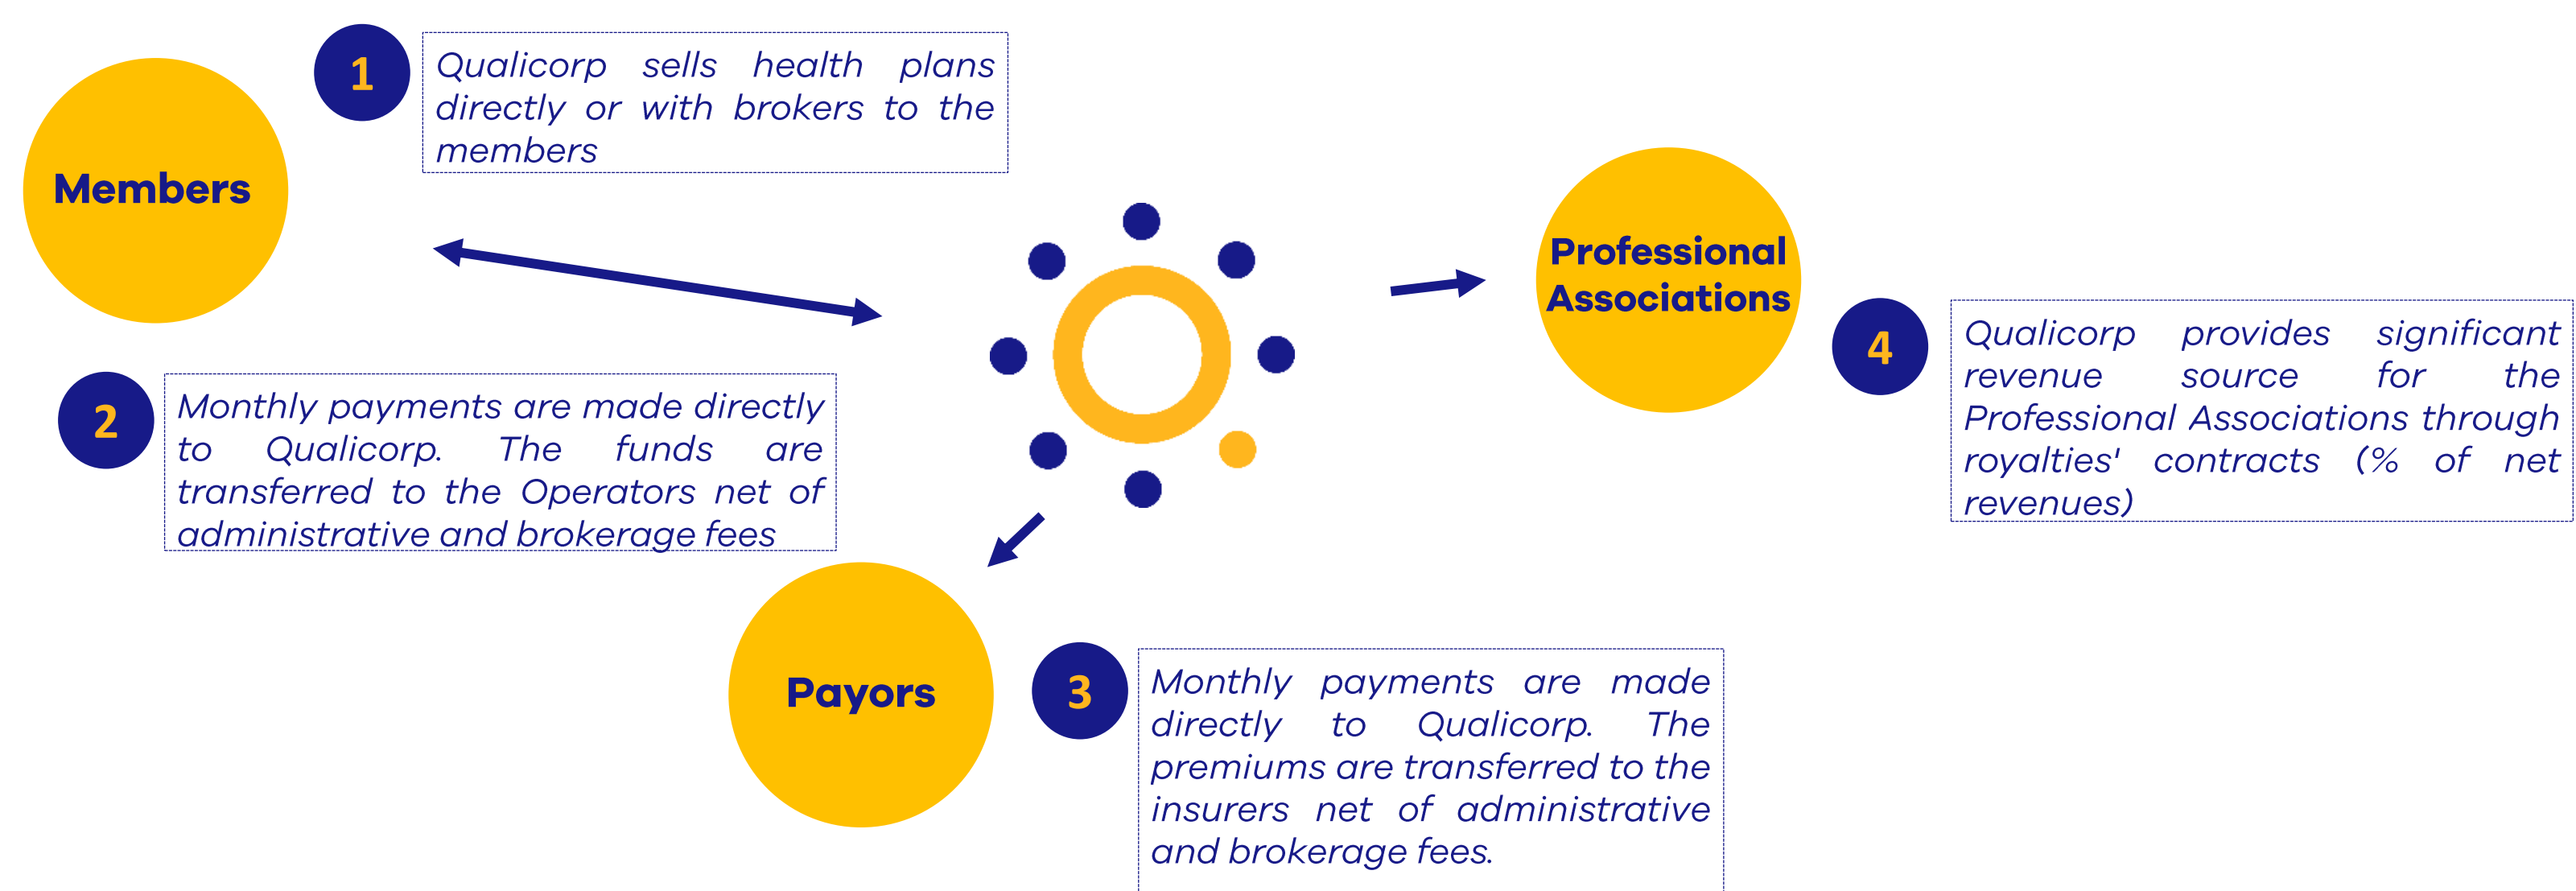 Members
1
Qualicorp sells health plans
directly or with brokers to the
members
2
Monthly payments are made directly
to Qualicorp. The funds are
transferred to the Operators net of
administrative and brokerage fees
Payors
3
Monthly payments are made
directly to Qualicorp. The
premiums are transferred to the
insurers net of administrative
and brokerage fees.
Professional
Associations
4
Qualicorp provides significant
revenue source for the
Professional Associations through
royalties' contracts (% of net
revenues)